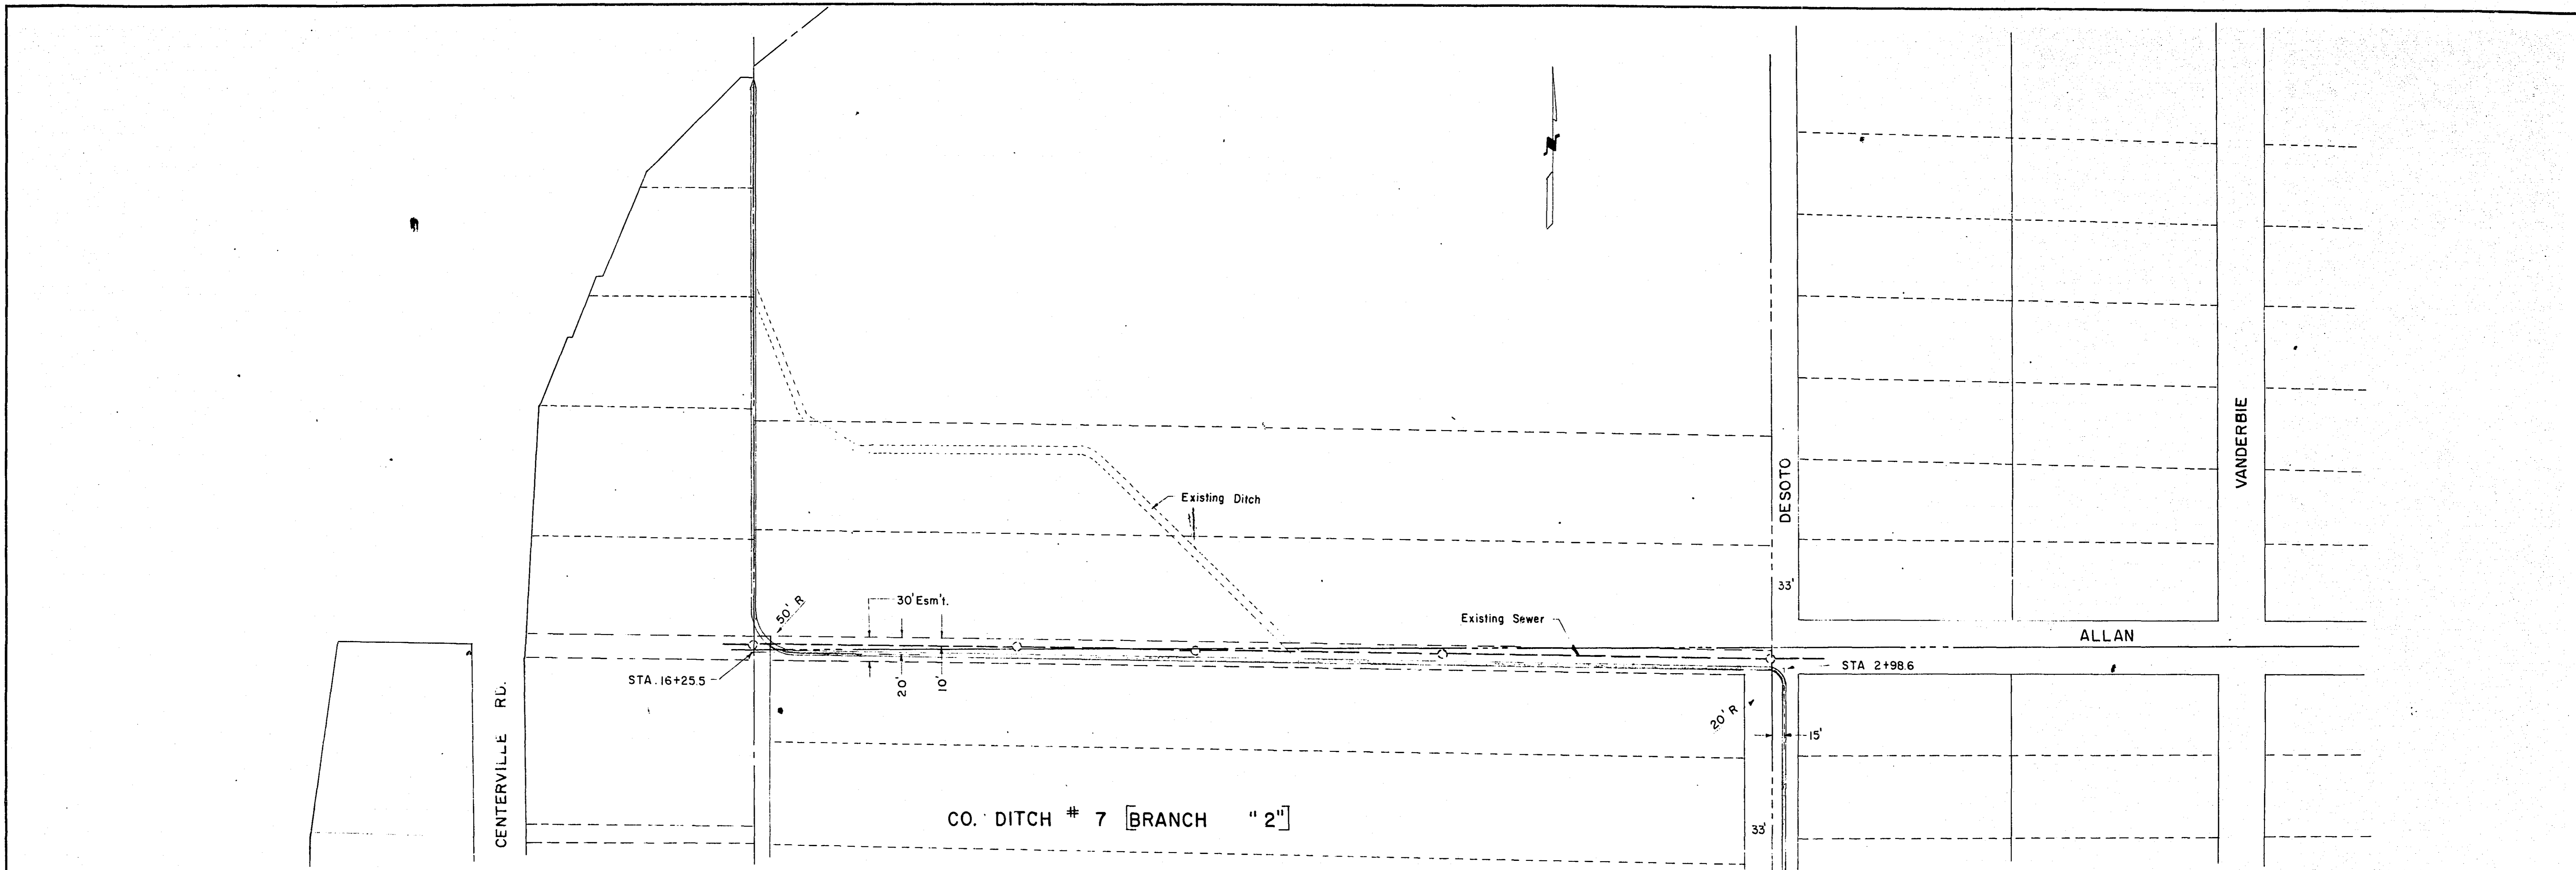 N
DESOTO
VANDERBIE
Existing Ditch
33'
50' R
30' Esm't.
Existing Sewer
ALLAN
STA. 16+25.5
20'
10'
STA 2+98.6
CENTERVILLE RD.
20' R
15'
CO. DITCH # 7 [BRANCH "2"]
33'